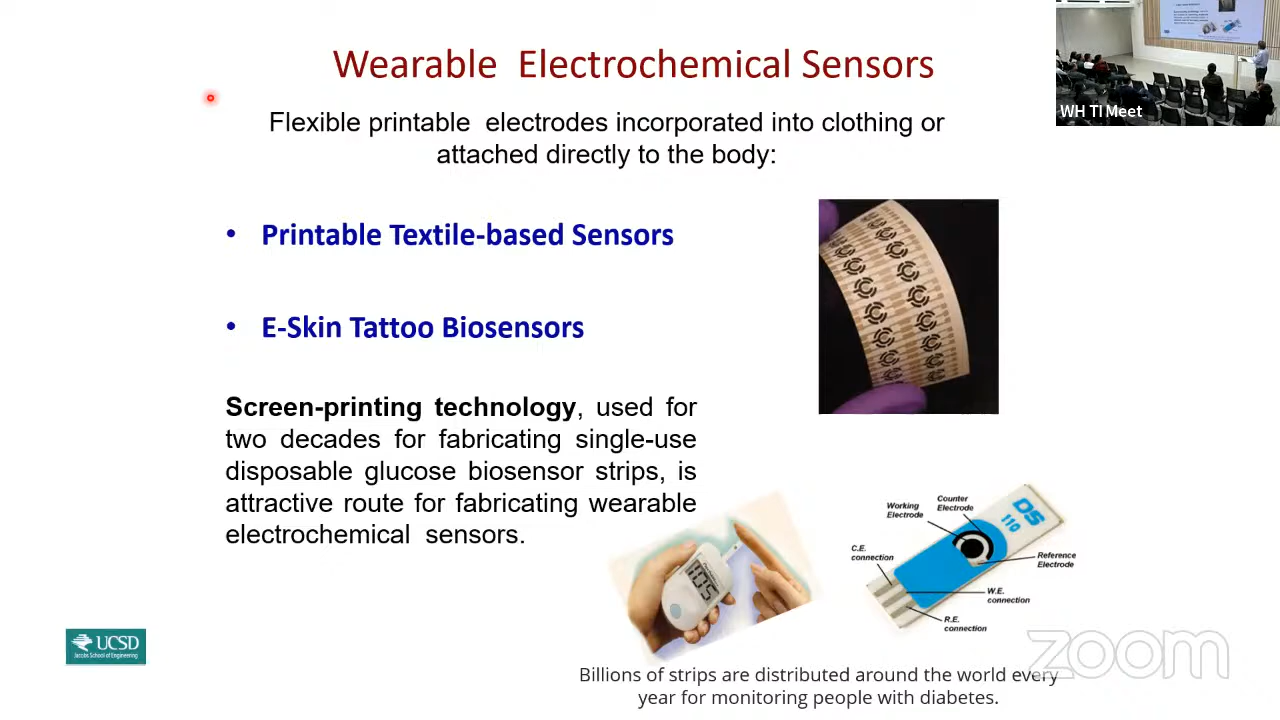 Wearable Electrochemical Sensors
WH TI Meet
Flexible printable electrodes incorporated into clothing or
attached directly to the body:
• Printable Textile-based Sensors
• E-Skin Tattoo Biosensors
Screen-printing technology, used for
two decades for fabricating single-use
disposable glucose biosensor strips, is
attractive route for fabricating wearable
electrochemical sensors.
105
Working
Electrode
Counter
Electrode
DS
110
C.E.
connection
Reference
Electrode
W.E.
connection
R.E.
connection
UCSD
Jacobs School of Engineering
zoom
Billions of strips are distributed around the world every
year for monitoring people with diabetes.